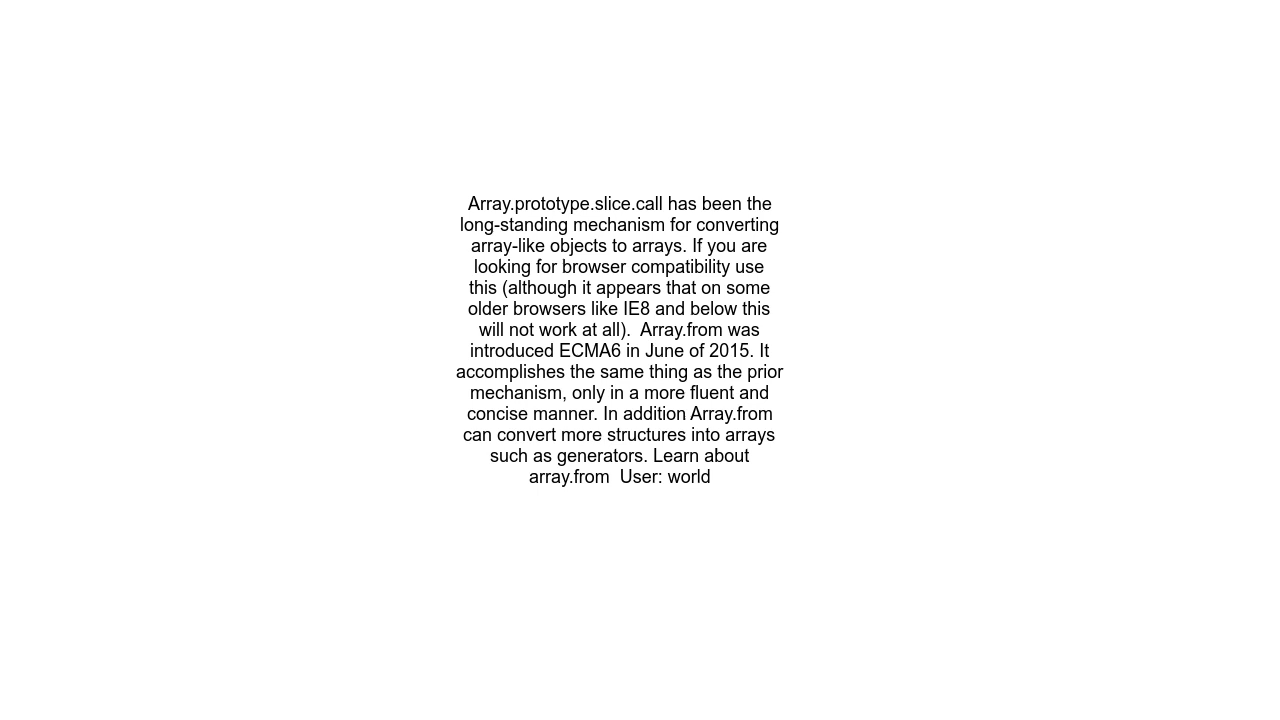 Array.prototype.slice.call has been the
long-standing mechanism for converting
array-like objects to arrays. If you are
looking for browser compatibility use
this (although it appears that on some
older browsers like IE8 and below this
will not work at all).  Array.from was
introduced ECMA6 in June of 2015. It
accomplishes the same thing as the prior
mechanism, only in a more fluent and
concise manner. In addition Array.from
can convert more structures into arrays
such as generators. Learn about
array.from  User: world